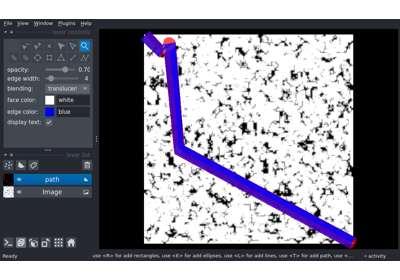 File View Window Plugins Help
layer controls
opacity: 0.70
edge width: 4
blending: translucen
face color: white
edge color: blue
display text:
layer list
path
Image
Ready use <R> for add rectangles, use <E> for add ellipses, use <L> for add lines, use <T> for add path, use <... activity